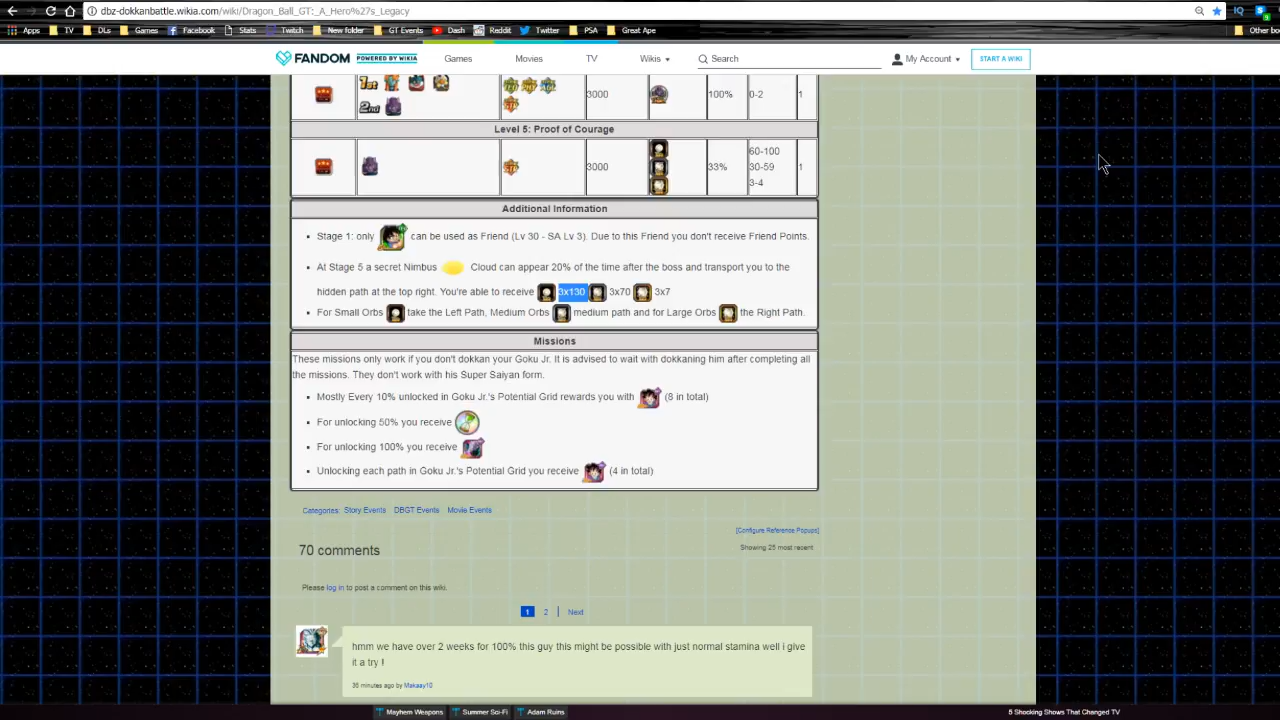 dbz-dokkanbattle.wikia.com/wiki/Dragon_Ball_GT:_A_Hero%27s_Legacy
Apps TV DLs Games Facebook Stats Twitch New folder GT Events Dash Reddit Twitter PSA Great Ape Other boo
FANDOM POWERED BY WIKIA Games Movies TV Wikis Search My Account START A WIKI
1st
2nd
3000 100% 0-2 1
Level 5: Proof of Courage
3000 33% 60-100 1
30-59
3-4
Additional Information
Stage 1: only can be used as Friend (Lv 30 - SA Lv 3). Due to this Friend you don't receive Friend Points.
At Stage 5 a secret Nimbus Cloud can appear 20% of the time after the boss and transport you to the
hidden path at the top right. You're able to receive 3x130 3x70 3x7
For Small Orbs take the Left Path, Medium Orbs medium path and for Large Orbs the Right Path.
Missions
These missions only work if you don't dokkan your Goku Jr. It is advised to wait with dokkaning him after completing all
the missions. They don't work with his Super Saiyan form.
Mostly Every 10% unlocked in Goku Jr.'s Potential Grid rewards you with (8 in total)
For unlocking 50% you receive
For unlocking 100% you receive
Unlocking each path in Goku Jr.'s Potential Grid you receive (4 in total)
Categories: Story Events DBGT Events Movie Events
[Configure Reference Popups]
70 comments
Showing 25 most recent
Please log in to post a comment on this wiki.
1 2 | Next
hmm we have over 2 weeks for 100% this guy this might be possible with just normal stamina well i give
it a try !
36 minutes ago by Makaay10
Mayhem Weapons Summer Sci-Fi Adam Ruins 5 Shocking Shows That Changed TV